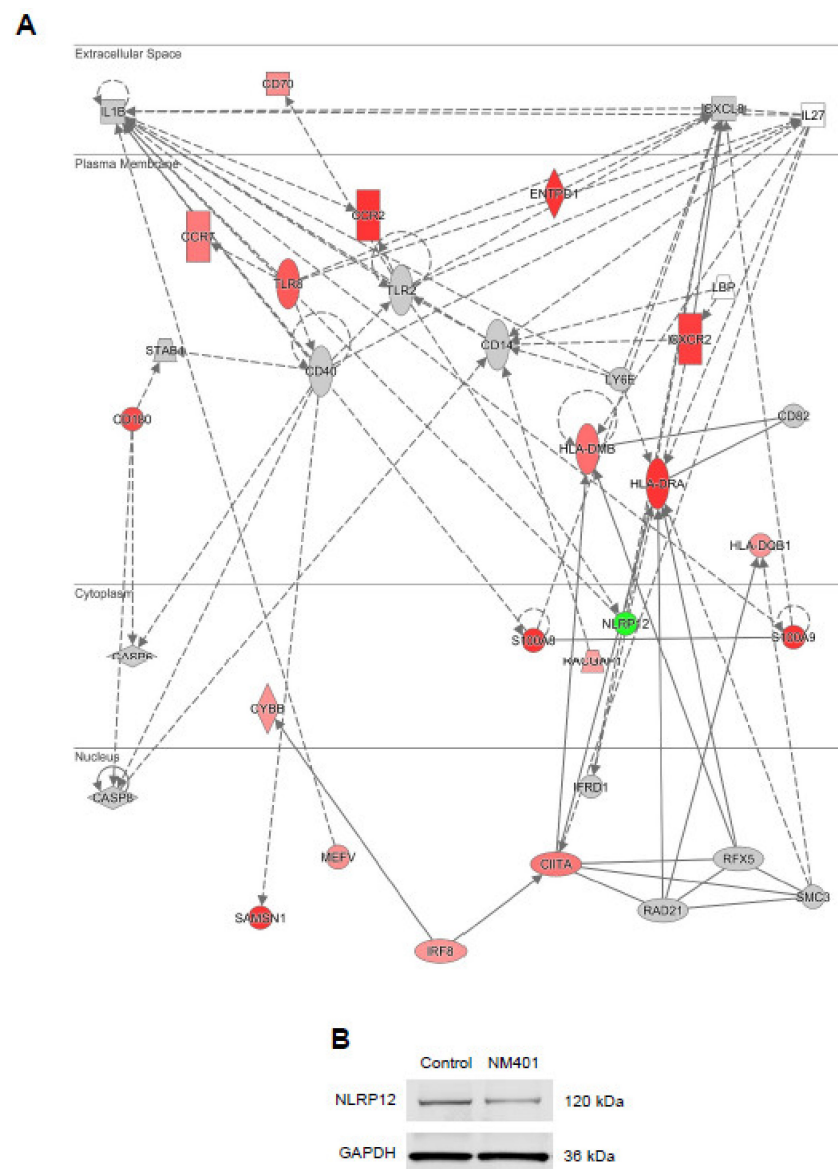 A
Extracellular Space
CD70
IL1B
CXCL8
IL27
Plasma Membrane
ENTPD1
CCR2
CCR7
TLR8
TLR2
LBP
CXCR2
CD14
STAB1
CD40
LY6E
CD180
CD82
HLA-DMB
HLA-DRA
HLA-DQB1
Cytoplasm
NLRP12
S100A8
S100A9
RACGAP1
CASP6
CYBB
Nucleus
IFRD1
CASP8
MEFV
CIITA
RFX5
SMC3
RAD21
SAMSN1
IRF8
B
Control NM401
NLRP12 120 kDa
GAPDH 36 kDa